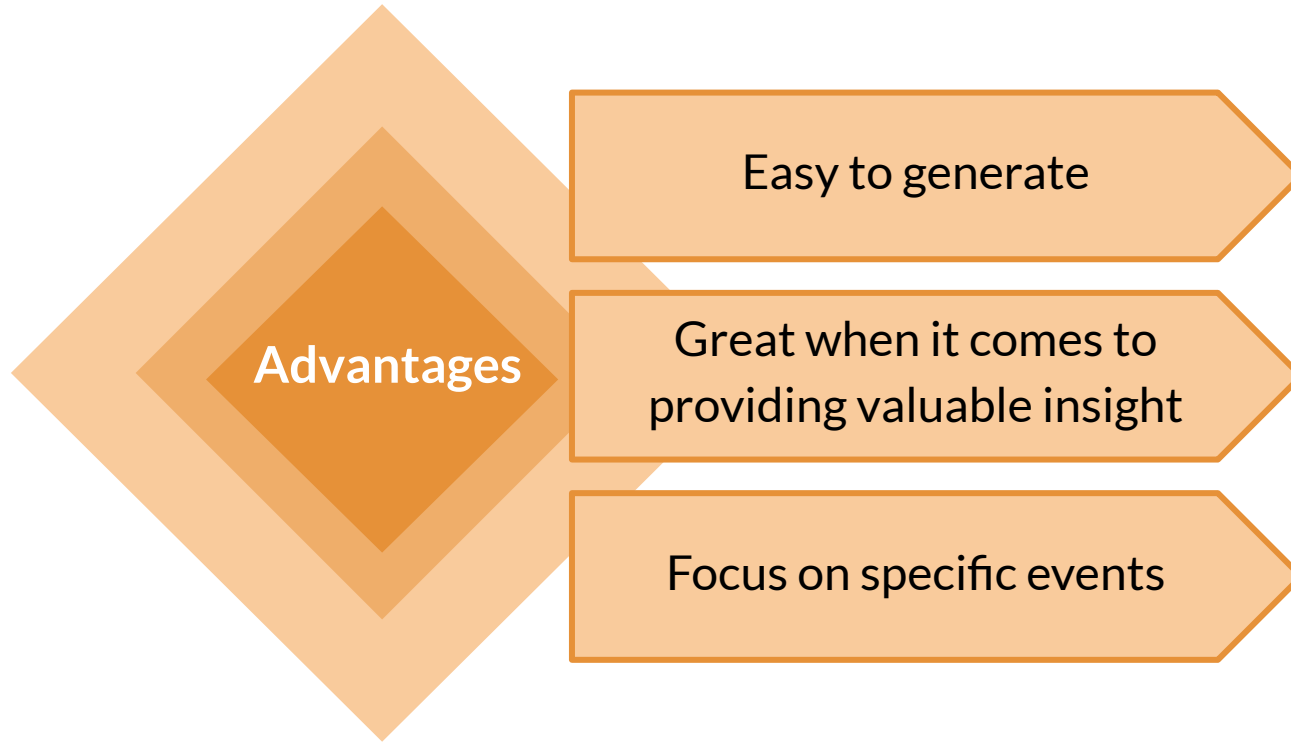 Advantages
Easy to generate
Great when it comes to
providing valuable insight
Focus on specific events